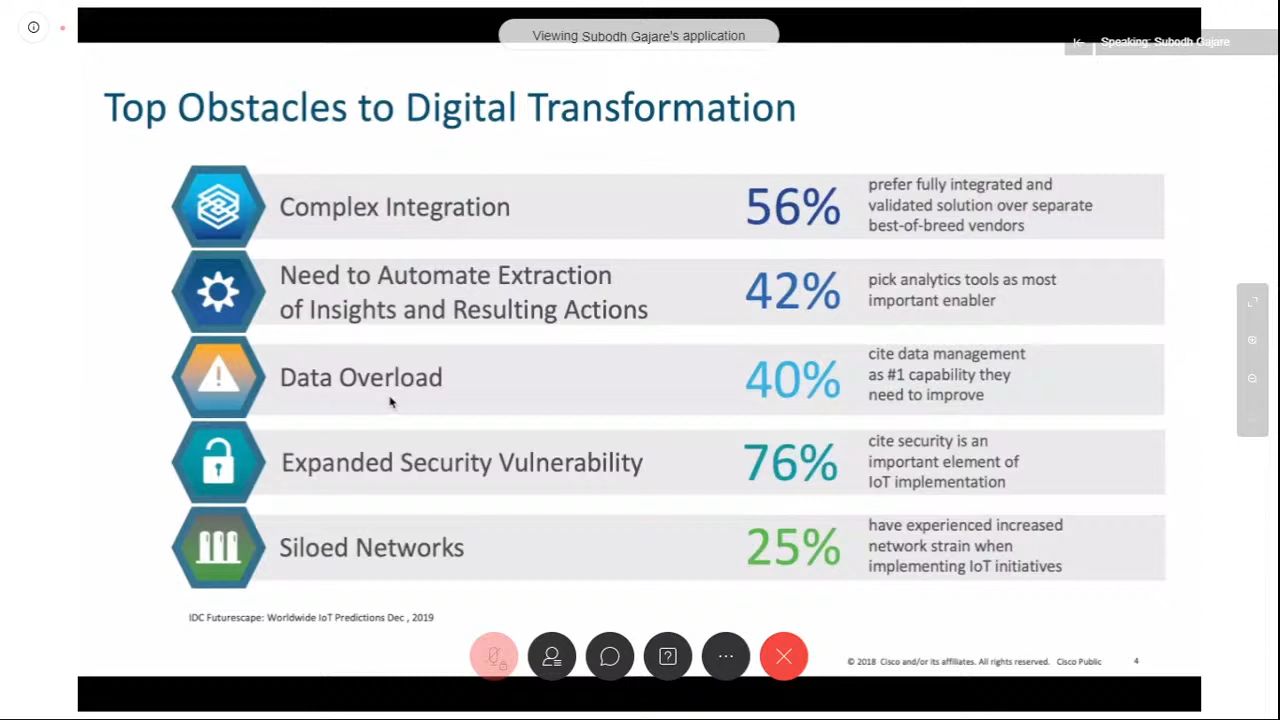 Viewing Subodh Gajare's application
Speaking: Subodh Gajare
Top Obstacles to Digital Transformation
Complex Integration
56%
prefer fully integrated and
validated solution over separate
best-of-breed vendors
Need to Automate Extraction
of Insights and Resulting Actions
42%
pick analytics tools as most
important enabler
Data Overload
40%
cite data management
as #1 capability they
need to improve
Expanded Security Vulnerability
76%
cite security is an
important element of
IoT implementation
Siloed Networks
25%
have experienced increased
network strain when
implementing IoT initiatives
IDC Futurescape: Worldwide IoT Predictions Dec , 2019
© 2018 Cisco and/or its affiliates. All rights reserved. Cisco Public
4